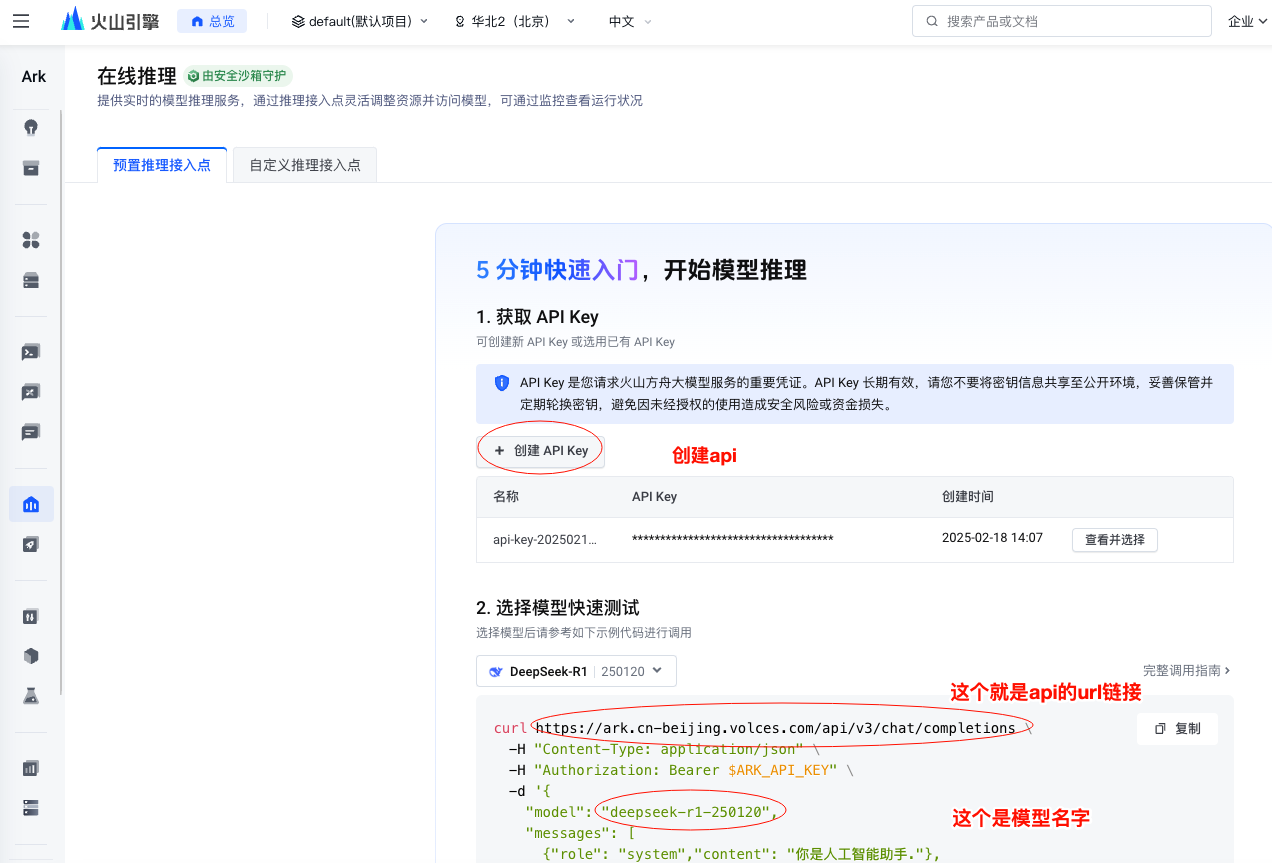 火山引擎 总览 default(默认项目) 华北2（北京） 中文 搜索产品或文档 企业
Ark
在线推理 由安全沙箱守护
提供实时的模型推理服务，通过推理接入点灵活调整资源并访问模型，可通过监控查看运行状况
预置推理接入点 自定义推理接入点
5 分钟快速入门，开始模型推理
1. 获取 API Key
可创建新 API Key 或选用已有 API Key
API Key 是您请求火山方舟大模型服务的重要凭证。API Key 长期有效，请您不要将密钥信息共享至公开环境，妥善保管并
定期轮换密钥，避免因未经授权的使用造成安全风险或资金损失。
+ 创建 API Key 创建api
名称 API Key 创建时间
api-key-2025021... ************************************ 2025-02-18 14:07 查看并选择
2. 选择模型快速测试
选择模型后请参考如下示例代码进行调用
DeepSeek-R1 250120 完整调用指南
这个就是api的url链接
curl https://ark.cn-beijing.volces.com/api/v3/chat/completions \ 复制
-H "Content-Type: application/json" \
-H "Authorization: Bearer $ARK_API_KEY" \
-d '{
"model": "deepseek-r1-250120", 这个是模型名字
"messages": [
{"role": "system","content": "你是人工智能助手."},